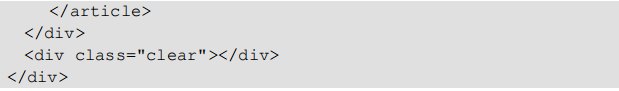 </article>
</div>
<div class="clear"></div>
</div>